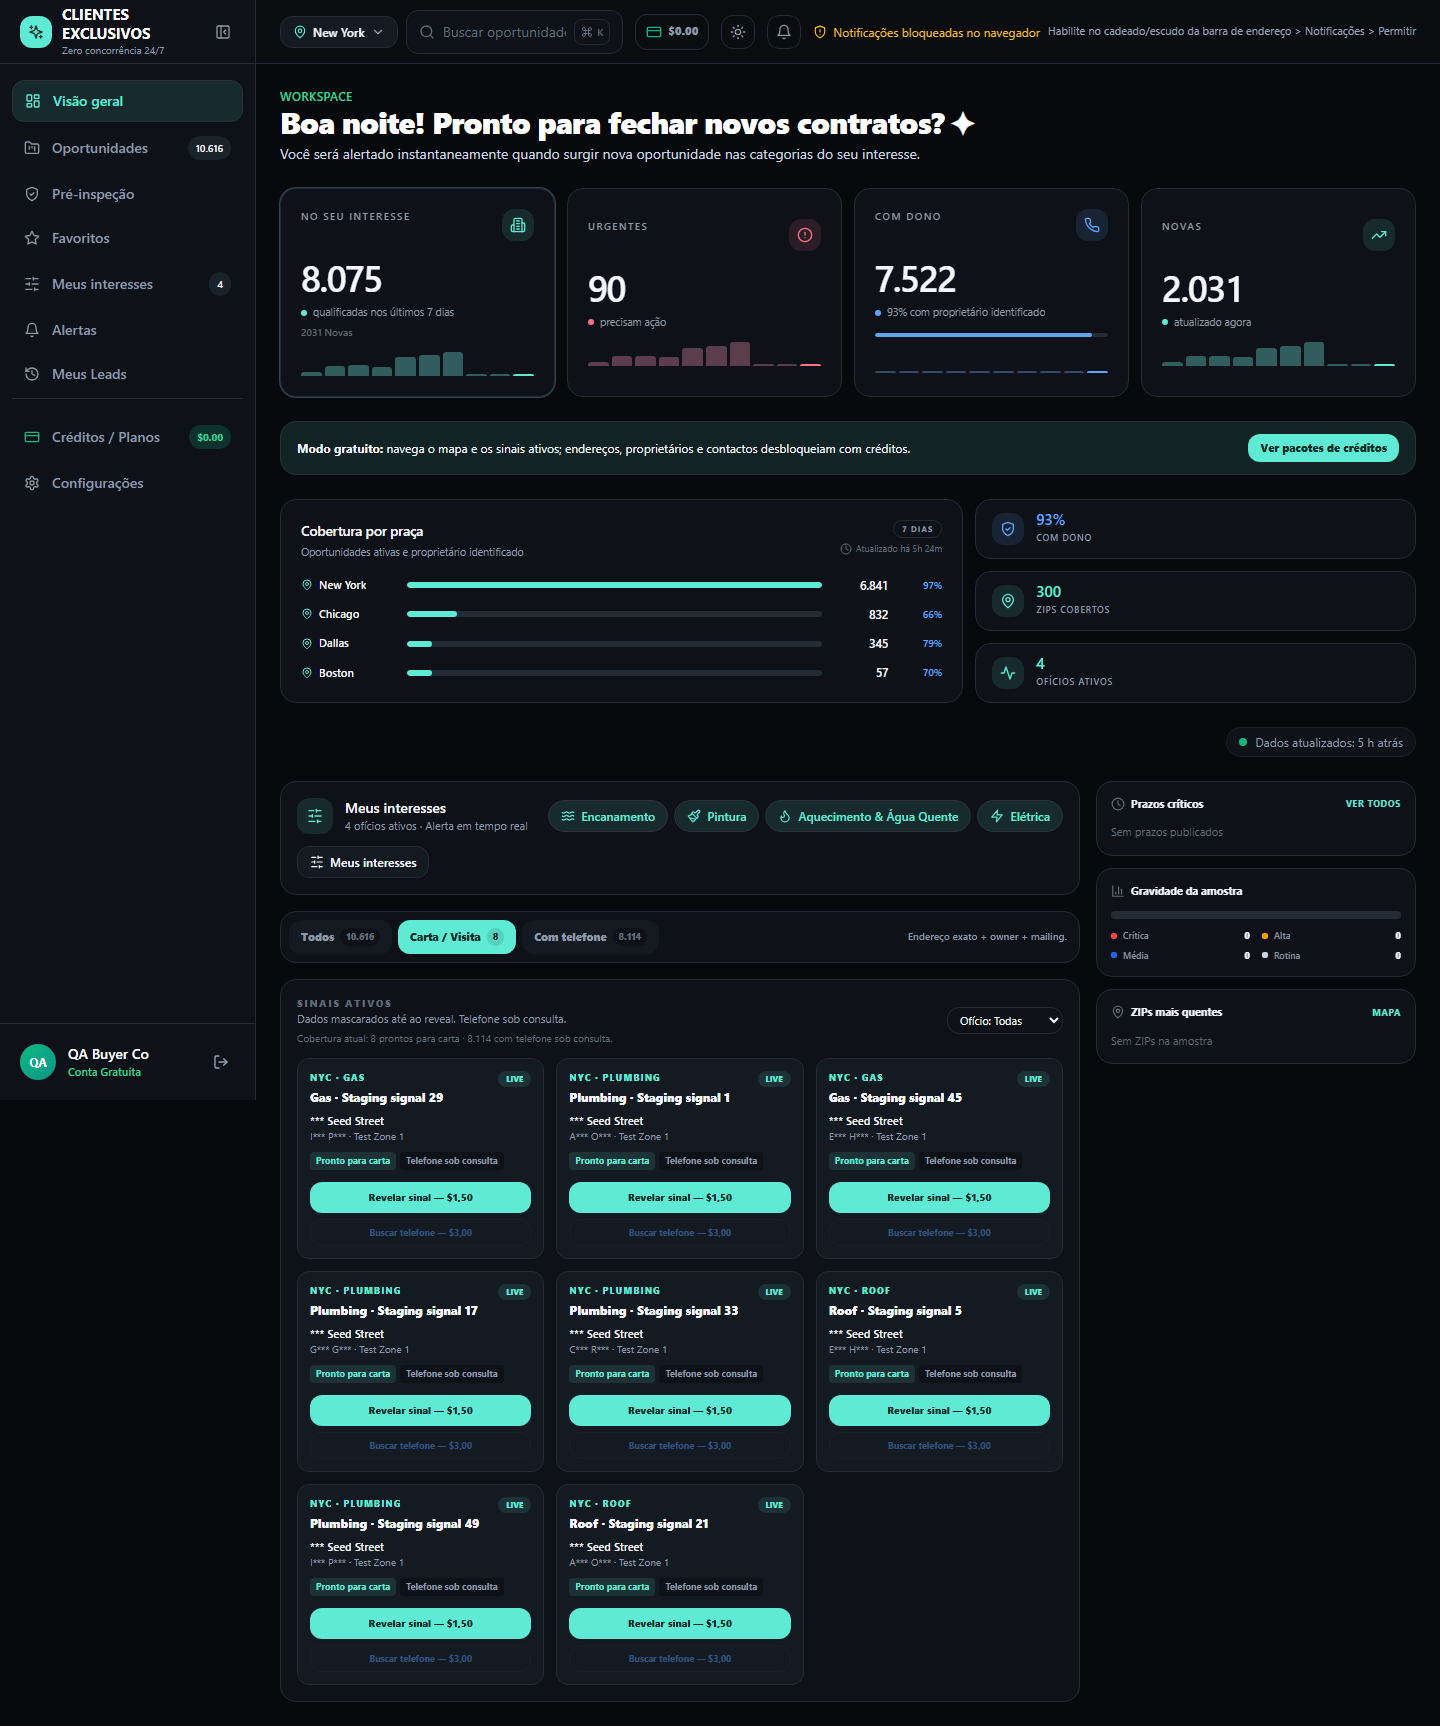 CLIENTES
EXCLUSIVOS
Zero concorrência 24/7
New York
Buscar oportunidad
⌘ K
$0.00
Notificações bloqueadas no navegador
Habilite no cadeado/escudo da barra de endereço > Notificações > Permitir
Visão geral
Oportunidades 10.616
Pré-inspeção
Favoritos
Meus interesses 4
Alertas
Meus Leads
Créditos / Planos $0.00
Configurações
QA
QA Buyer Co
Conta Gratuita
WORKSPACE
Boa noite! Pronto para fechar novos contratos? ✦
Você será alertado instantaneamente quando surgir nova oportunidade nas categorias do seu interesse.
NO SEU INTERESSE
8.075
qualificadas nos últimos 7 dias
2031 Novas
URGENTES
90
precisam ação
COM DONO
7.522
93% com proprietário identificado
NOVAS
2.031
atualizado agora
Modo gratuito: navega o mapa e os sinais ativos; endereços, proprietários e contactos desbloqueiam com créditos.
Ver pacotes de créditos
Cobertura por praça
7 DIAS
Oportunidades ativas e proprietário identificado
Atualizado há 5h 24m
New York 6.841 97%
Chicago 832 66%
Dallas 345 79%
Boston 57 70%
93%
COM DONO
300
ZIPS COBERTOS
4
OFÍCIOS ATIVOS
Dados atualizados: 5 h atrás
Meus interesses
4 ofícios ativos · Alerta em tempo real
Encanamento
Pintura
Aquecimento & Água Quente
Elétrica
Meus interesses
Todos 10.616
Carta / Visita 8
Com telefone 8.114
Endereço exato + owner + mailing.
SINAIS ATIVOS
Dados mascarados até ao reveal. Telefone sob consulta.
Cobertura atual: 8 prontos para carta · 8.114 com telefone sob consulta.
Ofício: Todas
NYC · GAS
LIVE
Gas · Staging signal 29
*** Seed Street
I*** P*** · Test Zone 1
Pronto para carta
Telefone sob consulta
Revelar sinal — $1,50
Buscar telefone — $3,00
NYC · PLUMBING
LIVE
Plumbing · Staging signal 1
*** Seed Street
A*** O*** · Test Zone 1
Pronto para carta
Telefone sob consulta
Revelar sinal — $1,50
Buscar telefone — $3,00
NYC · GAS
LIVE
Gas · Staging signal 45
*** Seed Street
E*** H*** · Test Zone 1
Pronto para carta
Telefone sob consulta
Revelar sinal — $1,50
Buscar telefone — $3,00
NYC · PLUMBING
LIVE
Plumbing · Staging signal 17
*** Seed Street
G*** G*** · Test Zone 1
Pronto para carta
Telefone sob consulta
Revelar sinal — $1,50
Buscar telefone — $3,00
NYC · PLUMBING
LIVE
Plumbing · Staging signal 33
*** Seed Street
C*** R*** · Test Zone 1
Pronto para carta
Telefone sob consulta
Revelar sinal — $1,50
Buscar telefone — $3,00
NYC · ROOF
LIVE
Roof · Staging signal 5
*** Seed Street
E*** H*** · Test Zone 1
Pronto para carta
Telefone sob consulta
Revelar sinal — $1,50
Buscar telefone — $3,00
NYC · PLUMBING
LIVE
Plumbing · Staging signal 49
*** Seed Street
I*** P*** · Test Zone 1
Pronto para carta
Telefone sob consulta
Revelar sinal — $1,50
Buscar telefone — $3,00
NYC · ROOF
LIVE
Roof · Staging signal 21
*** Seed Street
A*** O*** · Test Zone 1
Pronto para carta
Telefone sob consulta
Revelar sinal — $1,50
Buscar telefone — $3,00
Prazos críticos
VER TODOS
Sem prazos publicados
Gravidade da amostra
Crítica 0
Alta 0
Média 0
Rotina 0
ZIPs mais quentes
MAPA
Sem ZIPs na amostra